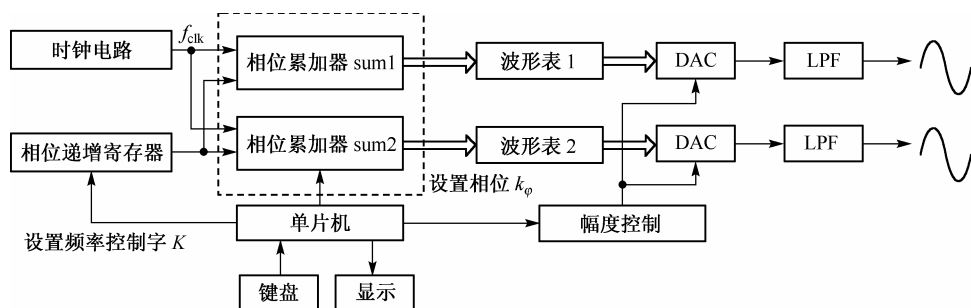 时钟电路
f_clk
相位累加器 sum1
波形表 1
DAC
LPF
相位递增寄存器
相位累加器 sum2
波形表 2
DAC
LPF
设置相位 k_φ
单片机
幅度控制
设置频率控制字 K
键盘
显示